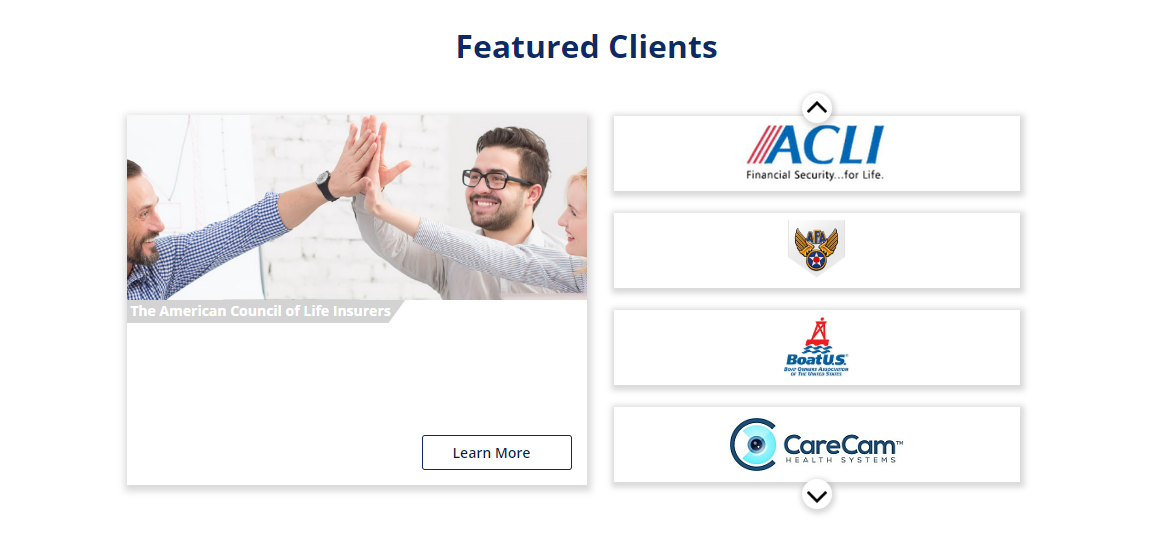 Featured Clients
The American Council of Life Insurers
Learn More
ACLI
Financial Security...for Life.
AFA
BoatU.S.
Boat Owners Association
of The United States
CareCam™
HEALTH SYSTEMS